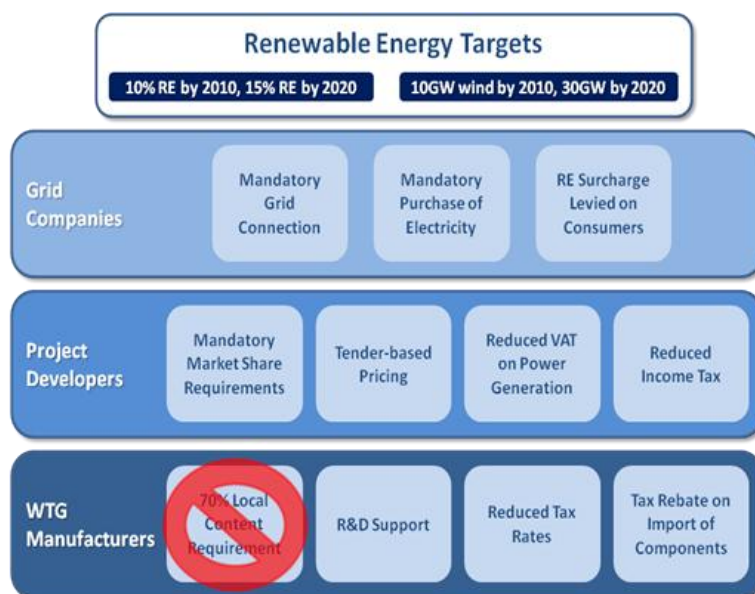 Renewable Energy Targets
10% RE by 2010, 15% RE by 2020
10GW wind by 2010, 30GW by 2020
Grid
Companies
Mandatory
Grid
Connection
Mandatory
Purchase of
Electricity
RE Surcharge
Levied on
Consumers
Project
Developers
Mandatory
Market Share
Requirements
Tender-based
Pricing
Reduced VAT
on Power
Generation
Reduced
Income Tax
WTG
Manufacturers
70% Local
Content
Requirement
R&D Support
Reduced Tax
Rates
Tax Rebate on
Import of
Components